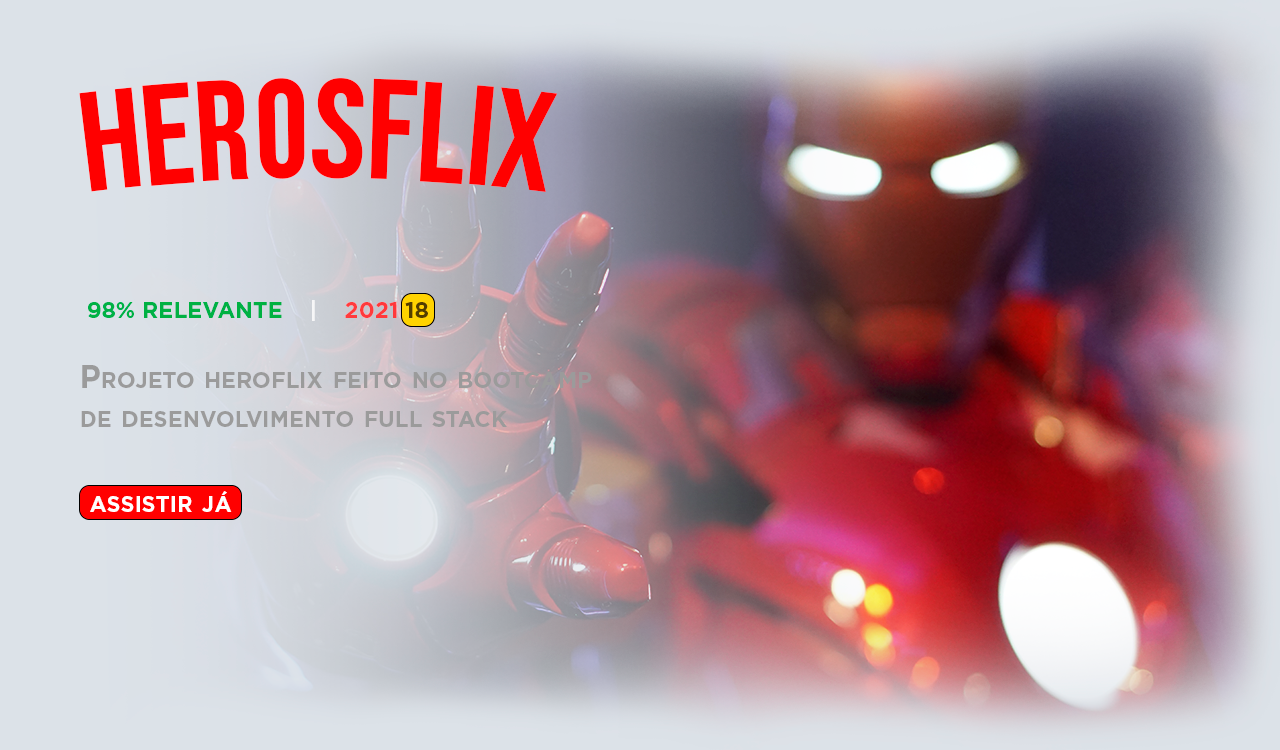 HEROSFLIX
98% RELEVANTE | 2021 18
PROJETO HEROFLIX FEITO NO BOOTCAMP
DE DESENVOLVIMENTO FULL STACK
ASSISTIR JÁ